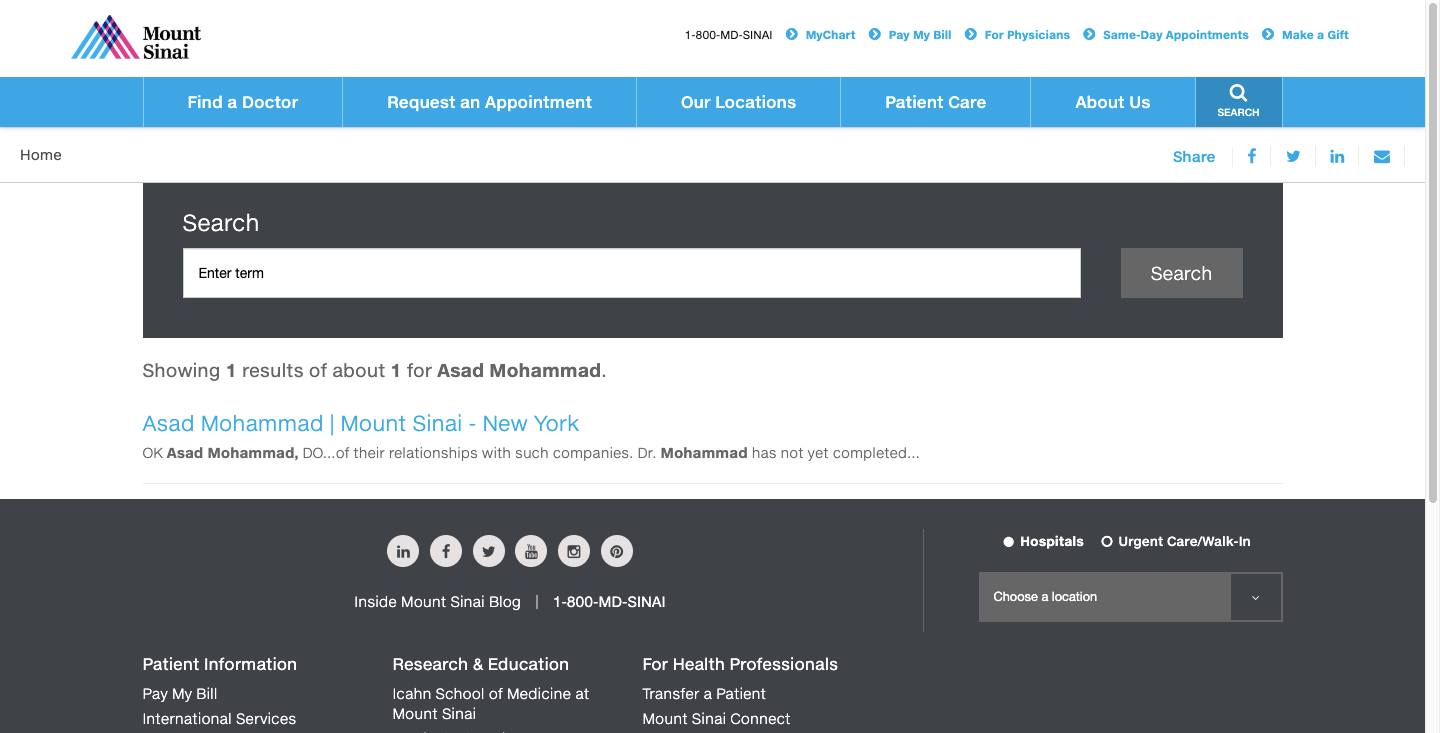 Mount
Sinai
1-800-MD-SINAI MyChart Pay My Bill For Physicians Same-Day Appointments Make a Gift
Find a Doctor Request an Appointment Our Locations Patient Care About Us SEARCH
Home
Share
Search
Enter term Search
Showing 1 results of about 1 for Asad Mohammad.
Asad Mohammad | Mount Sinai - New York
OK Asad Mohammad, DO...of their relationships with such companies. Dr. Mohammad has not yet completed...
Hospitals Urgent Care/Walk-In
Choose a location
Inside Mount Sinai Blog | 1-800-MD-SINAI
Patient Information
Pay My Bill
International Services
Research & Education
Icahn School of Medicine at
Mount Sinai
For Health Professionals
Transfer a Patient
Mount Sinai Connect